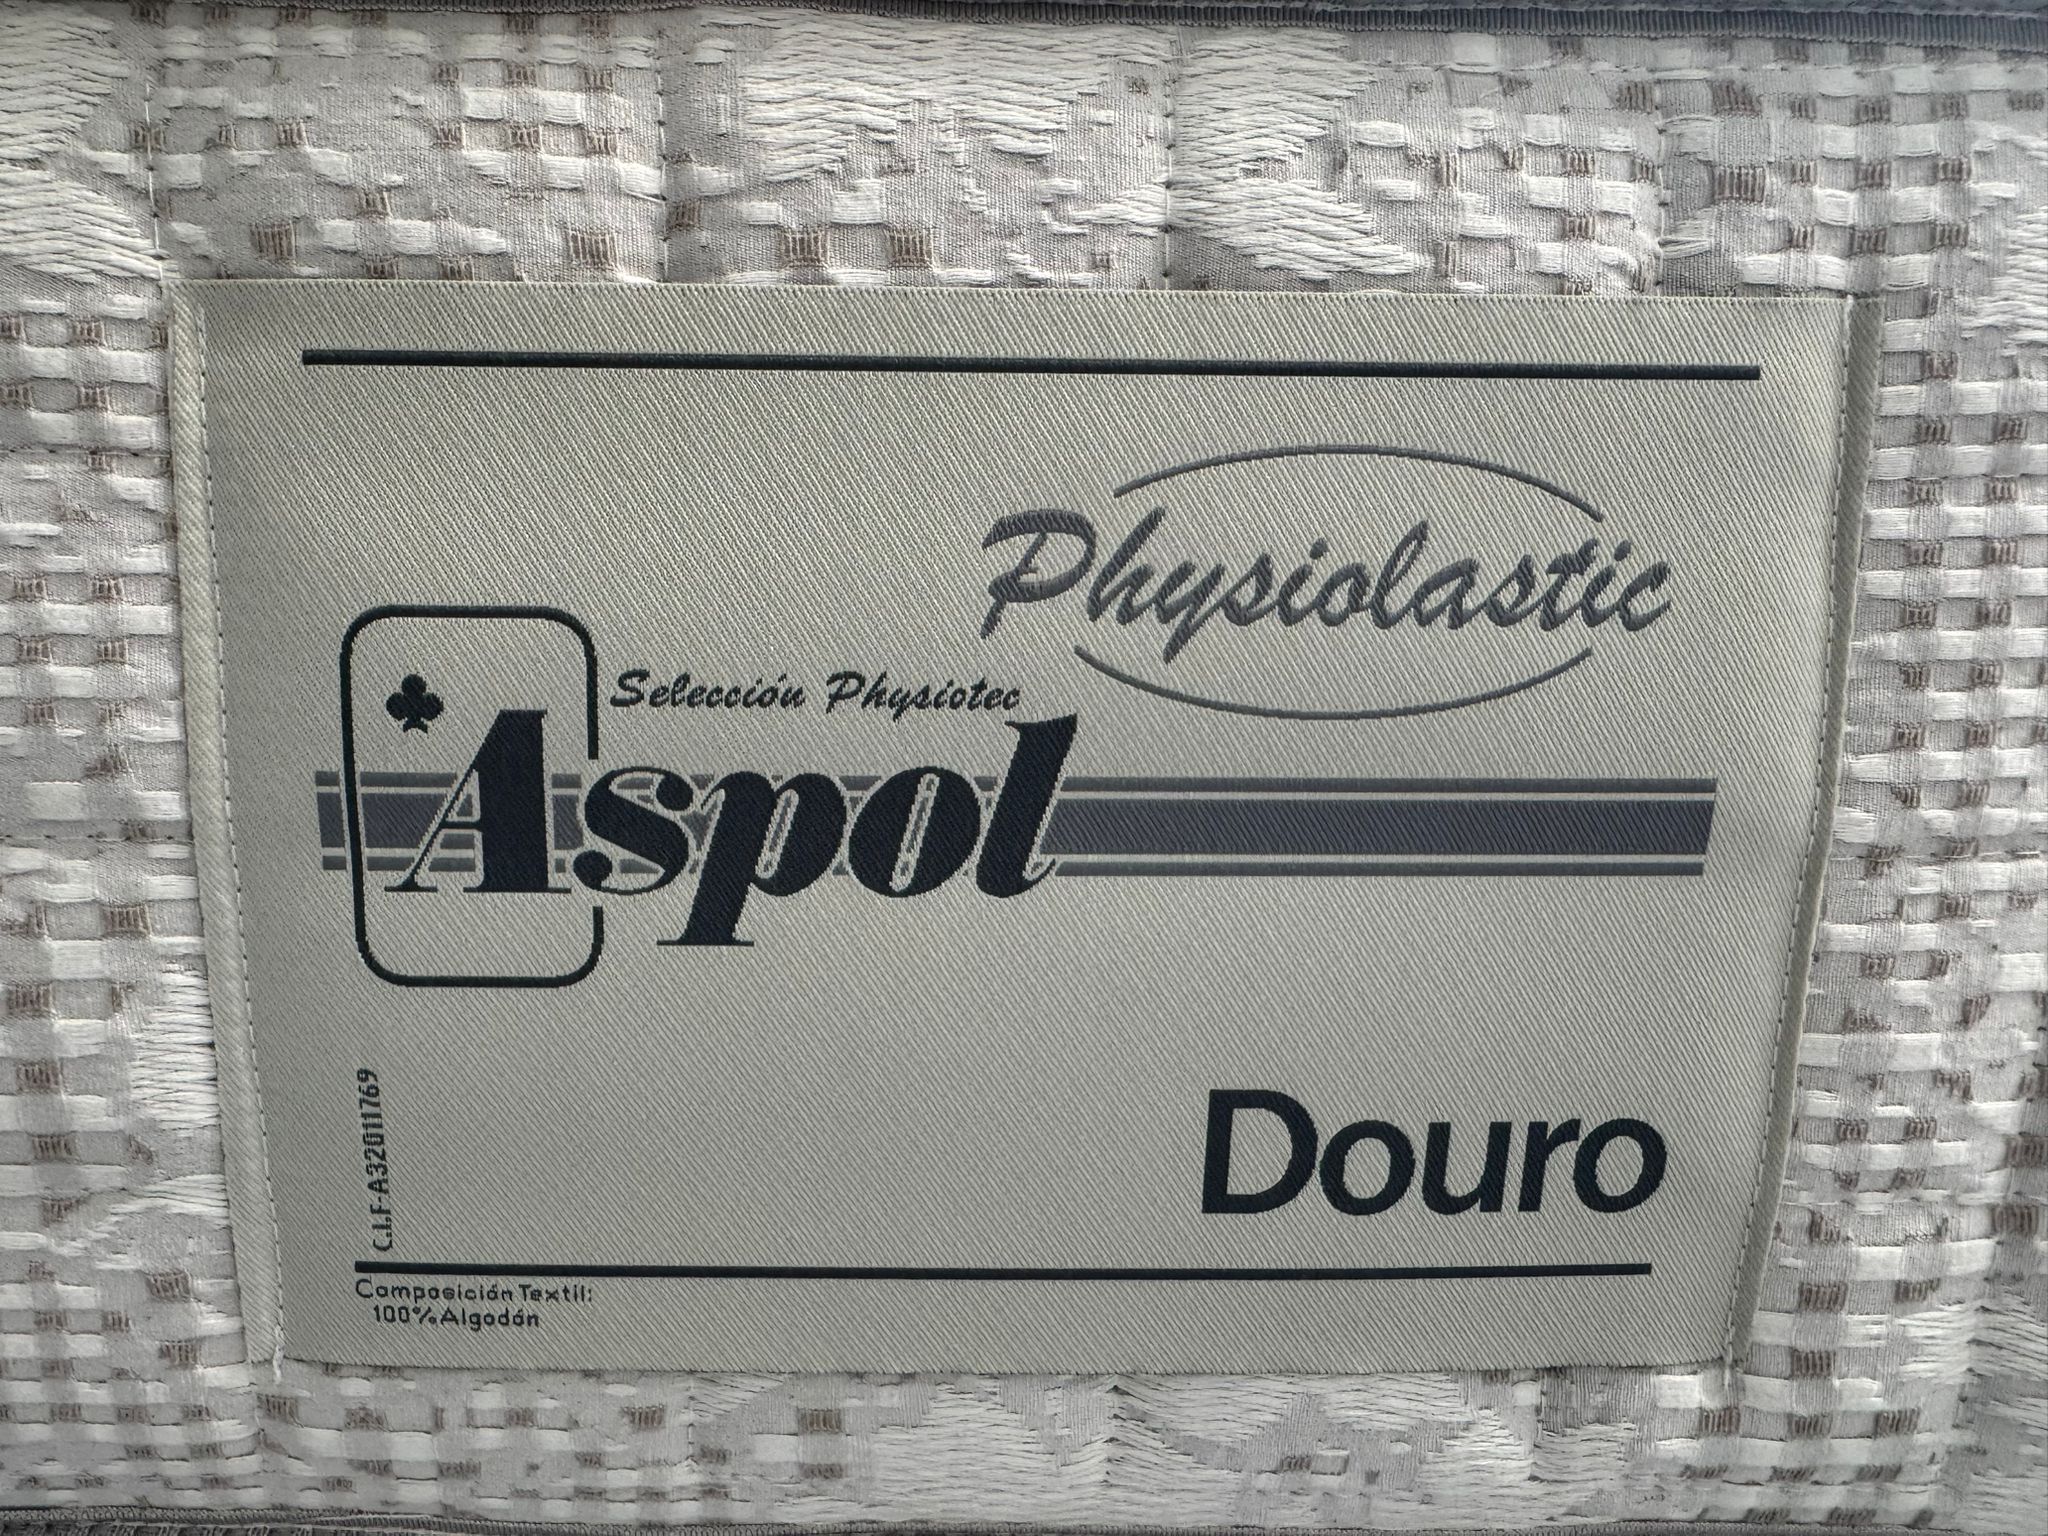 Physiolastic
Selección Physiotec
Aspol
Douro
C.I.F-A32011769
Composición Textil:
100% Algodón